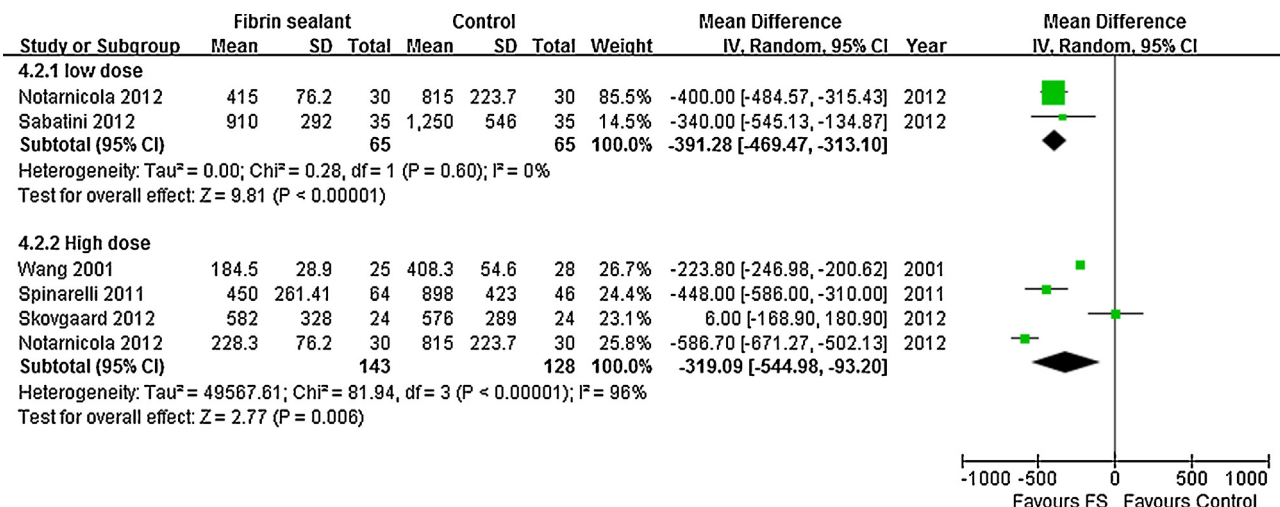 Fibrin sealant Control Mean Difference Mean Difference
Study or Subgroup Mean SD Total Mean SD Total Weight IV, Random, 95% CI Year IV, Random, 95% CI
4.2.1 low dose
Notarnicola 2012 415 76.2 30 815 223.7 30 85.5% -400.00 [-484.57, -315.43] 2012
Sabatini 2012 910 292 35 1,250 546 35 14.5% -340.00 [-545.13, -134.87] 2012
Subtotal (95% CI) 65 65 100.0% -391.28 [-469.47, -313.10]
Heterogeneity: Tau² = 0.00; Chi² = 0.28, df = 1 (P = 0.60); I² = 0%
Test for overall effect: Z = 9.81 (P < 0.00001)
4.2.2 High dose
Wang 2001 184.5 28.9 25 408.3 54.6 28 26.7% -223.80 [-246.98, -200.62] 2001
Spinarelli 2011 450 261.41 64 898 423 46 24.4% -448.00 [-586.00, -310.00] 2011
Skovgaard 2012 582 328 24 576 289 24 23.1% 6.00 [-168.90, 180.90] 2012
Notarnicola 2012 228.3 76.2 30 815 223.7 30 25.8% -586.70 [-671.27, -502.13] 2012
Subtotal (95% CI) 143 128 100.0% -319.09 [-544.98, -93.20]
Heterogeneity: Tau² = 49567.61; Chi² = 81.94, df = 3 (P < 0.00001); I² = 96%
Test for overall effect: Z = 2.77 (P = 0.006)
-1000 -500 0 500 1000
Favours FS Favours Control